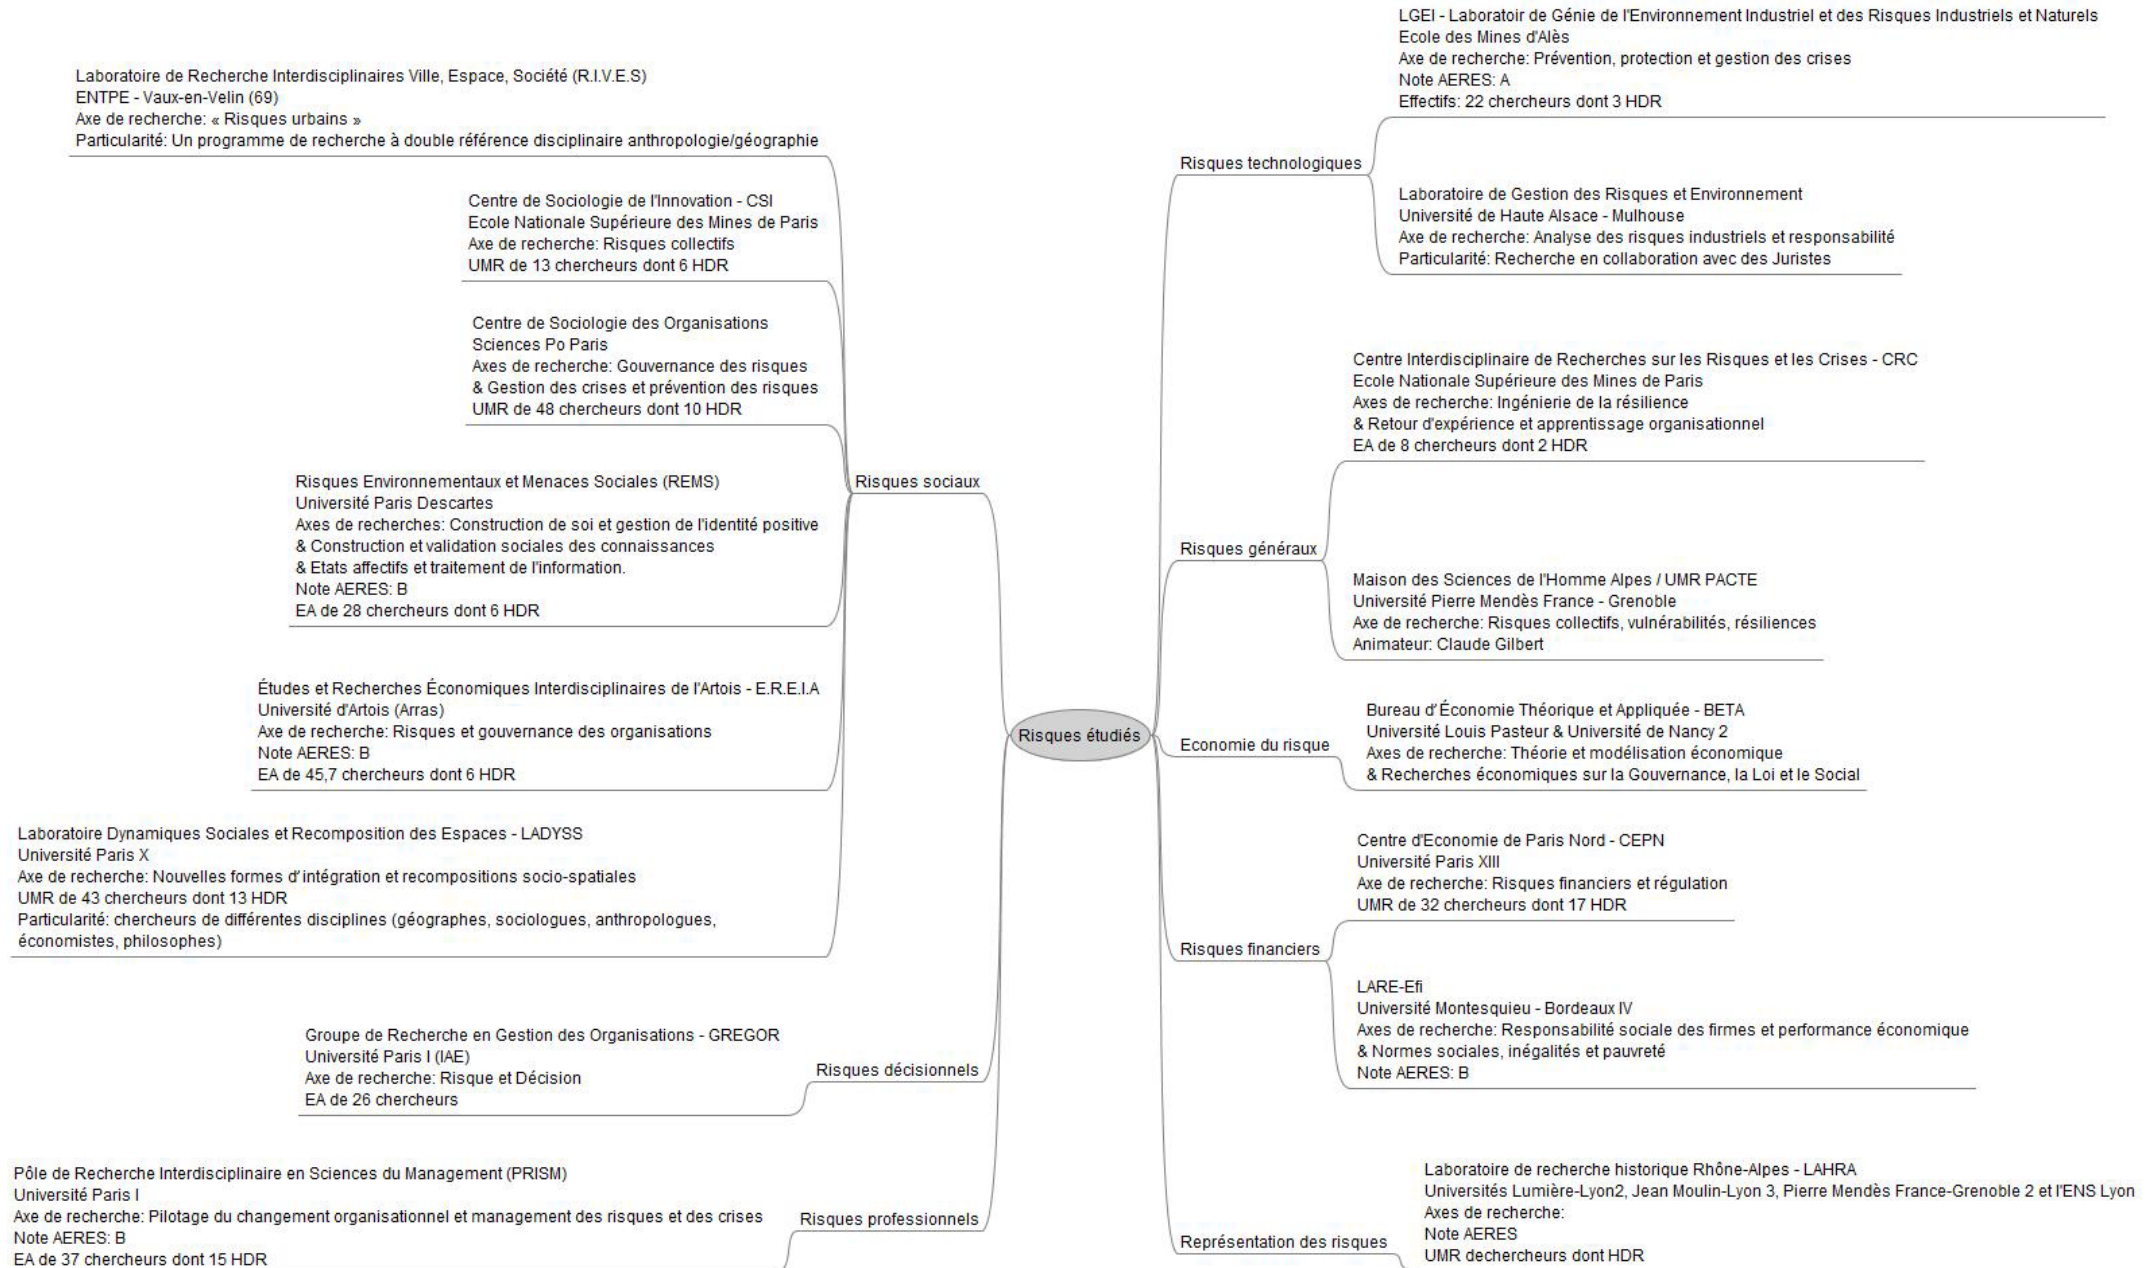 Laboratoire de Recherche Interdisciplinaires Ville, Espace, Société (R.I.V.E.S)
ENTPE - Vaux-en-Velin (69)
Axe de recherche: « Risques urbains »
Particularité: Un programme de recherche à double référence disciplinaire anthropologie/géographie
Centre de Sociologie de l'Innovation - CSI
Ecole Nationale Supérieure des Mines de Paris
Axe de recherche: Risques collectifs
UMR de 13 chercheurs dont 6 HDR
Centre de Sociologie des Organisations
Sciences Po Paris
Axes de recherche: Gouvernance des risques
& Gestion des crises et prévention des risques
UMR de 48 chercheurs dont 10 HDR
Risques Environnementaux et Menaces Sociales (REMS)
Université Paris Descartes
Axes de recherches: Construction de soi et gestion de l'identité positive
& Construction et validation sociales des connaissances
& Etats affectifs et traitement de l'information.
Note AERES: B
EA de 28 chercheurs dont 6 HDR
Études et Recherches Économiques Interdisciplinaires de l'Artois - E.R.E.I.A
Université d'Artois (Arras)
Axe de recherche: Risques et gouvernance des organisations
Note AERES: B
EA de 45,7 chercheurs dont 6 HDR
Laboratoire Dynamiques Sociales et Recomposition des Espaces - LADYSS
Université Paris X
Axe de recherche: Nouvelles formes d'intégration et recompositions socio-spatiales
UMR de 43 chercheurs dont 13 HDR
Particularité: chercheurs de différentes disciplines (géographes, sociologues, anthropologues,
économistes, philosophes)
Risques sociaux
Groupe de Recherche en Gestion des Organisations - GREGOR
Université Paris I (IAE)
Axe de recherche: Risque et Décision
EA de 26 chercheurs
Risques décisionnels
Pôle de Recherche Interdisciplinaire en Sciences du Management (PRISM)
Université Paris I
Axe de recherche: Pilotage du changement organisationnel et management des risques et des crises
Note AERES: B
EA de 37 chercheurs dont 15 HDR
Risques professionnels
Risques étudiés
Risques technologiques
LGEI - Laboratoir de Génie de l'Environnement Industriel et des Risques Industriels et Naturels
Ecole des Mines d'Alès
Axe de recherche: Prévention, protection et gestion des crises
Note AERES: A
Effectifs: 22 chercheurs dont 3 HDR
Laboratoire de Gestion des Risques et Environnement
Université de Haute Alsace - Mulhouse
Axe de recherche: Analyse des risques industriels et responsabilité
Particularité: Recherche en collaboration avec des Juristes
Risques généraux
Centre Interdisciplinaire de Recherches sur les Risques et les Crises - CRC
Ecole Nationale Supérieure des Mines de Paris
Axes de recherche: Ingénierie de la résilience
& Retour d'expérience et apprentissage organisationnel
EA de 8 chercheurs dont 2 HDR
Maison des Sciences de l'Homme Alpes / UMR PACTE
Université Pierre Mendès France - Grenoble
Axe de recherche: Risques collectifs, vulnérabilités, résiliences
Animateur: Claude Gilbert
Economie du risque
Bureau d'Économie Théorique et Appliquée - BETA
Université Louis Pasteur & Université de Nancy 2
Axes de recherche: Théorie et modélisation économique
& Recherches économiques sur la Gouvernance, la Loi et le Social
Risques financiers
Centre d'Economie de Paris Nord - CEPN
Université Paris XIII
Axe de recherche: Risques financiers et régulation
UMR de 32 chercheurs dont 17 HDR
LARE-Efi
Université Montesquieu - Bordeaux IV
Axes de recherche: Responsabilité sociale des firmes et performance économique
& Normes sociales, inégalités et pauvreté
Note AERES: B
Représentation des risques
Laboratoire de recherche historique Rhône-Alpes - LAHRA
Universités Lumière-Lyon2, Jean Moulin-Lyon 3, Pierre Mendès France-Grenoble 2 et l'ENS Lyon
Axes de recherche:
Note AERES
UMR dechercheurs dont HDR